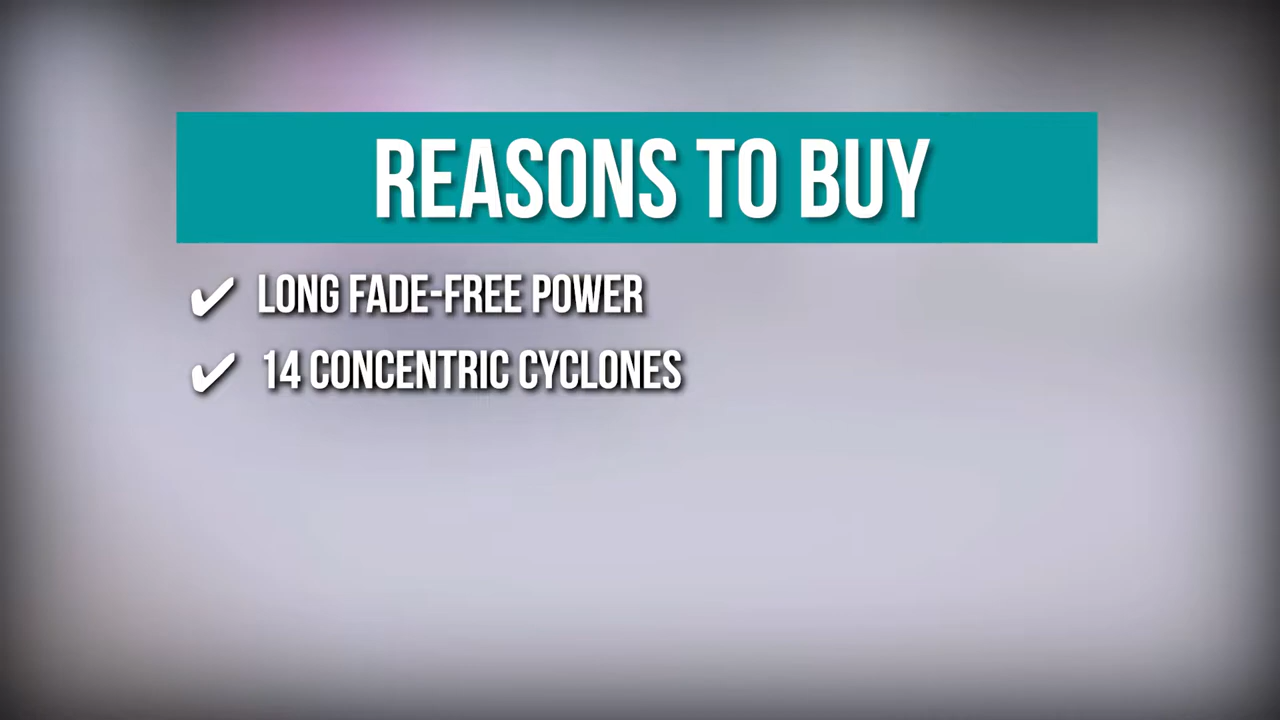 REASONS TO BUY
✔ LONG FADE-FREE POWER
✔ 14 CONCENTRIC CYCLONES